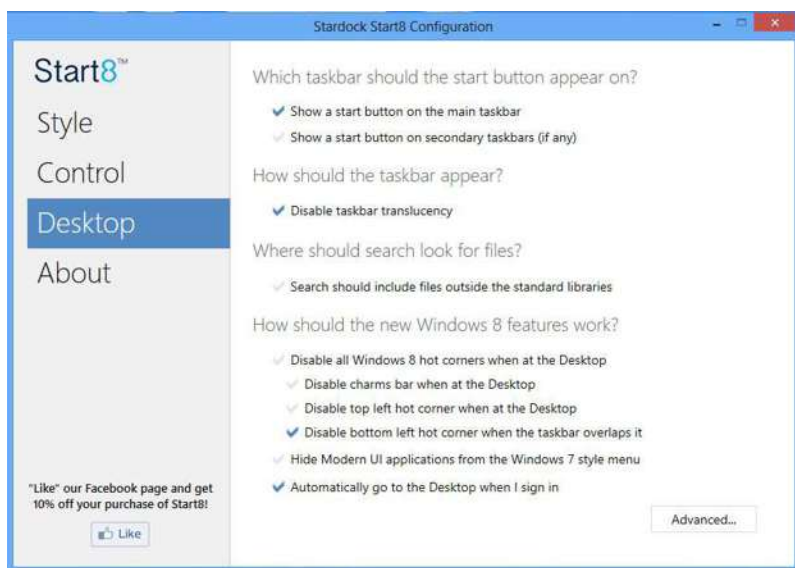 Stardock Start8 Configuration
Start8™
Style
Control
Desktop
About
"Like" our Facebook page and get
10% off your purchase of Start8!
Like
Which taskbar should the start button appear on?
Show a start button on the main taskbar
Show a start button on secondary taskbars (if any)
How should the taskbar appear?
Disable taskbar translucency
Where should search look for files?
Search should include files outside the standard libraries
How should the new Windows 8 features work?
Disable all Windows 8 hot corners when at the Desktop
Disable charms bar when at the Desktop
Disable top left hot corner when at the Desktop
Disable bottom left hot corner when the taskbar overlaps it
Hide Modern UI applications from the Windows 7 style menu
Automatically go to the Desktop when I sign in
Advanced...